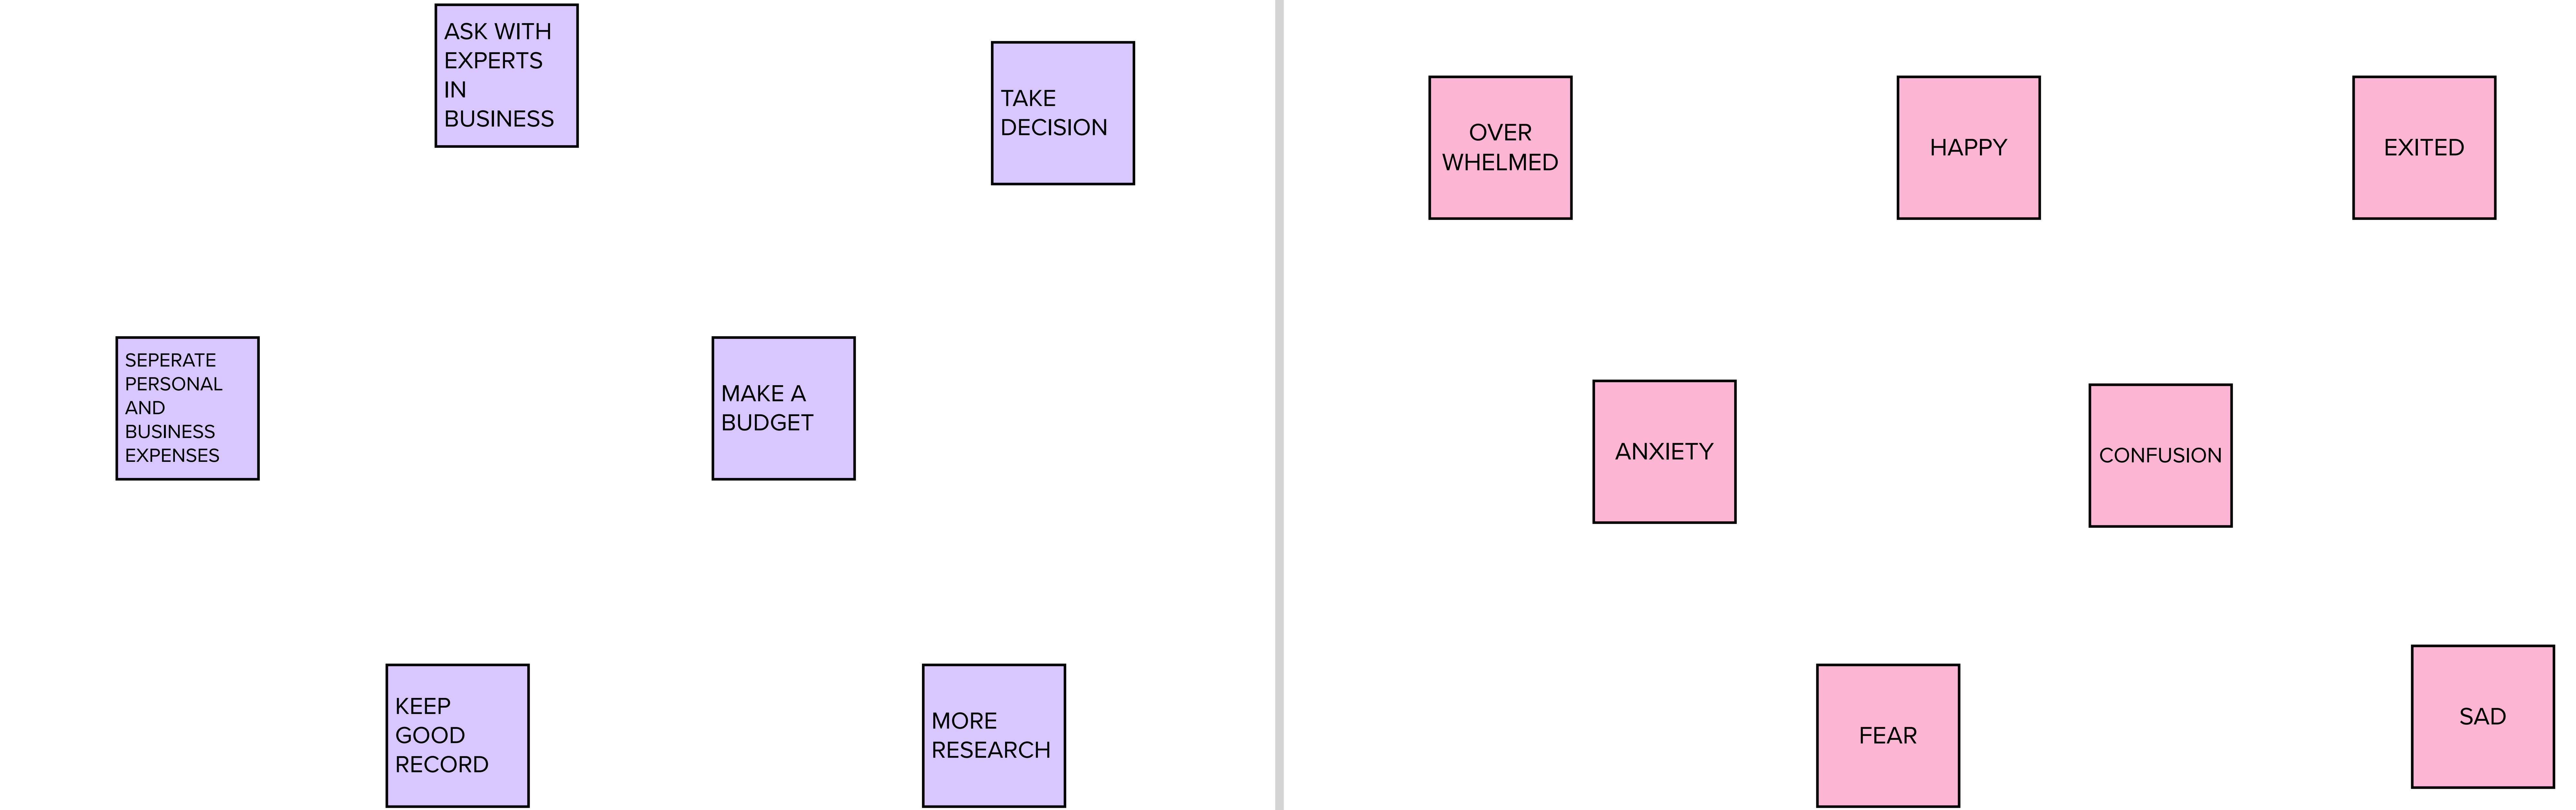 ASK WITH
EXPERTS
IN
BUSINESS
TAKE
DECISION
SEPERATE
PERSONAL
AND
BUSINESS
EXPENSES
MAKE A
BUDGET
KEEP
GOOD
RECORD
MORE
RESEARCH
OVER
WHELMED
HAPPY
EXITED
ANXIETY
CONFUSION
FEAR
SAD